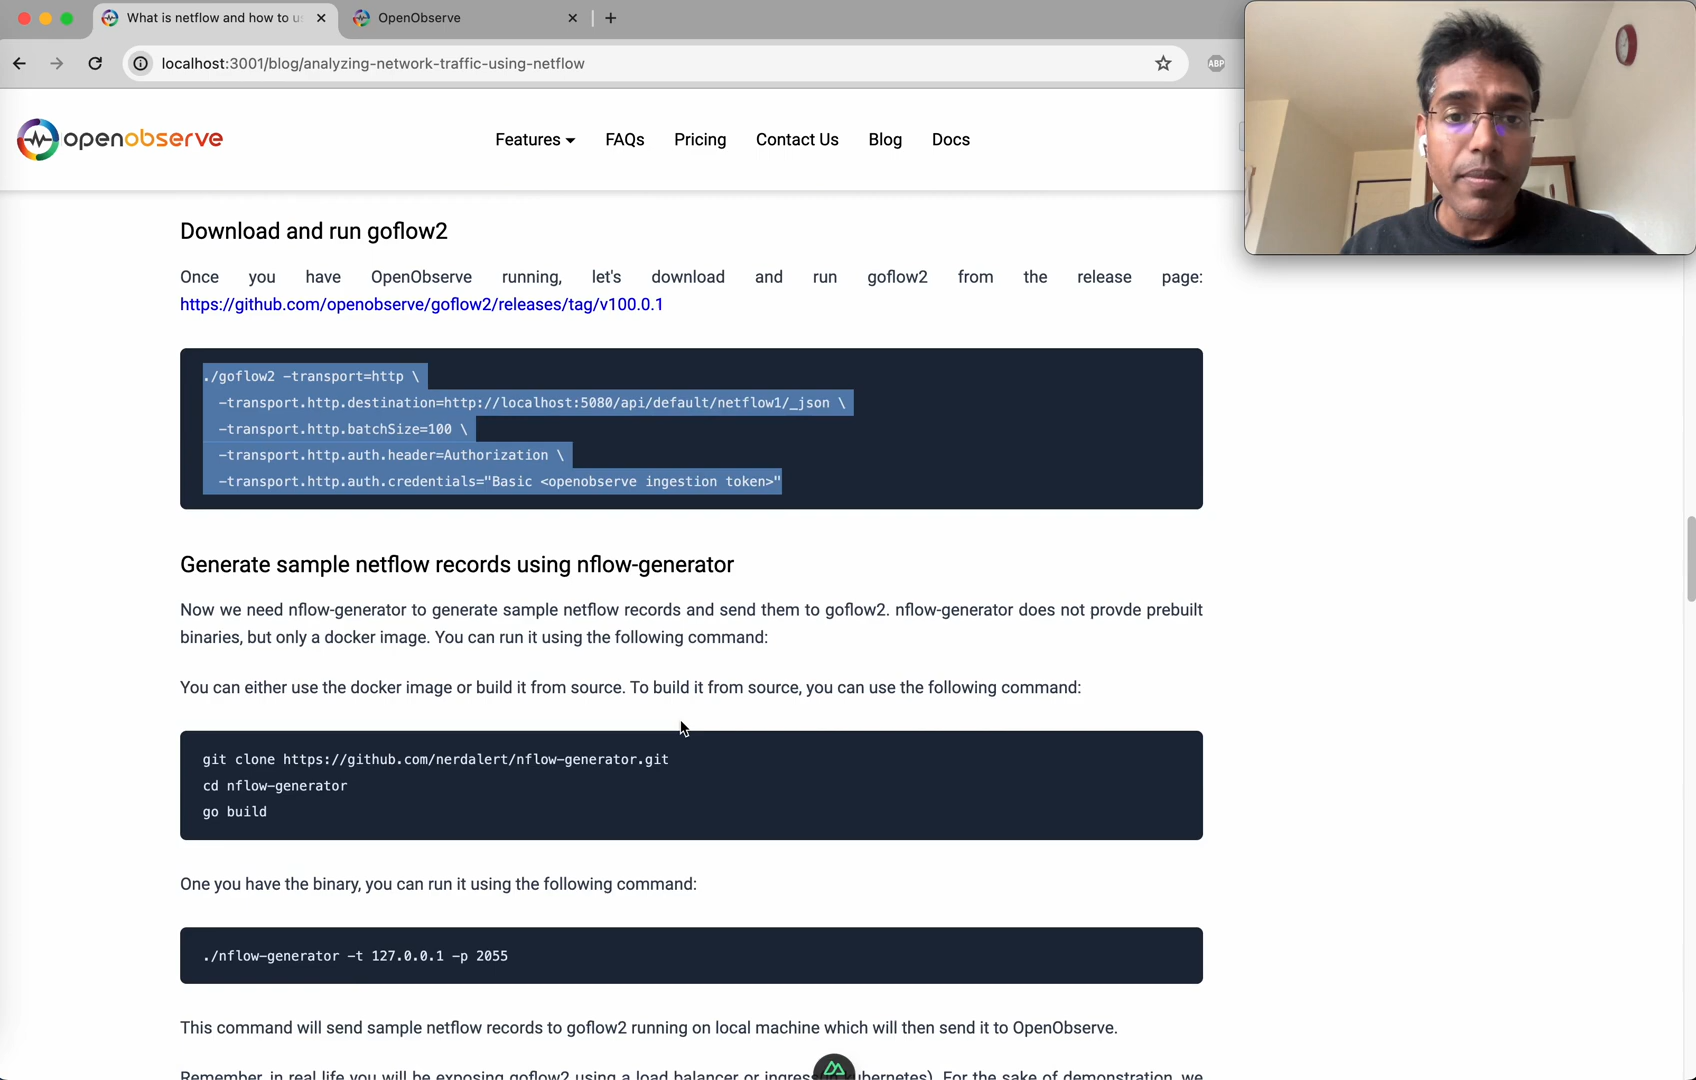 What is netflow and how to u
OpenObserve
localhost:3001/blog/analyzing-network-traffic-using-netflow
ABP
openobserve
Features
FAQs
Pricing
Contact Us
Blog
Docs
Download and run goflow2
Once you have OpenObserve running, let's download and run goflow2 from the release page:
https://github.com/openobserve/goflow2/releases/tag/v100.0.1
./goflow2 -transport=http \
-transport.http.destination=http://localhost:5080/api/default/netflow1/_json \
-transport.http.batchSize=100 \
-transport.http.auth.header=Authorization \
-transport.http.auth.credentials="Basic <openobserve ingestion token>"
Generate sample netflow records using nflow-generator
Now we need nflow-generator to generate sample netflow records and send them to goflow2. nflow-generator does not provde prebuilt
binaries, but only a docker image. You can run it using the following command:
You can either use the docker image or build it from source. To build it from source, you can use the following command:
git clone https://github.com/nerdalert/nflow-generator.git
cd nflow-generator
go build
One you have the binary, you can run it using the following command:
./nflow-generator -t 127.0.0.1 -p 2055
This command will send sample netflow records to goflow2 running on local machine which will then send it to OpenObserve.
Remember, in real life you will be exposing goflow2 using a load balancer or ingress kubernetes). For the sake of demonstration, we